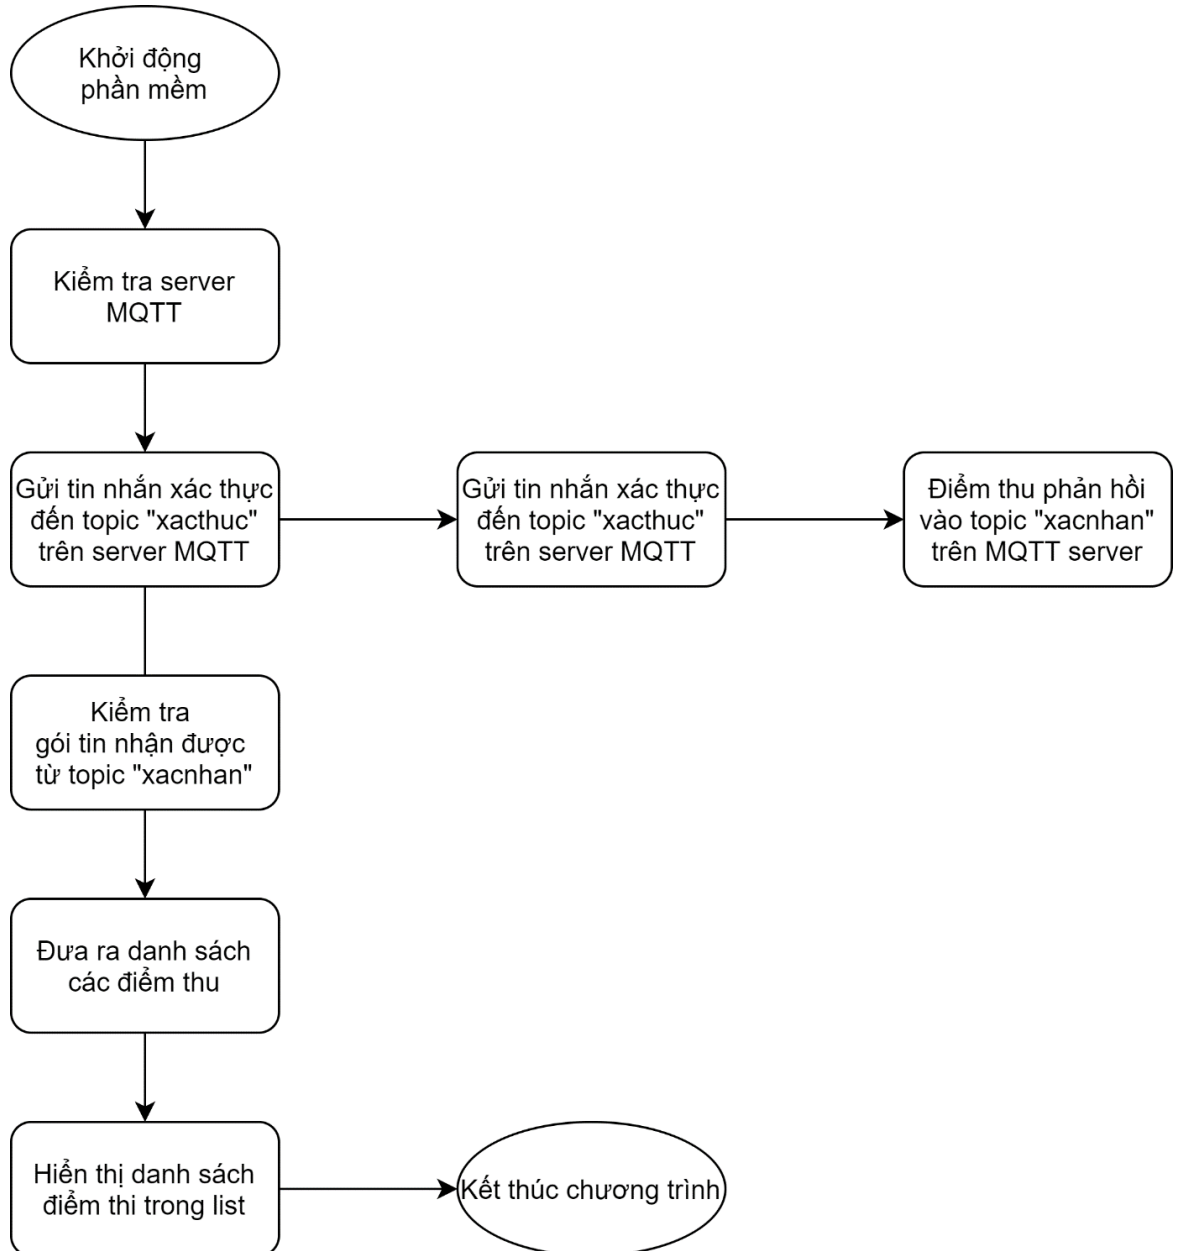 Khởi động
phần mềm
Kiểm tra server
MQTT
Gửi tin nhắn xác thực
đến topic "xacthuc"
trên server MQTT
Gửi tin nhắn xác thực
đến topic "xacthuc"
trên server MQTT
Điểm thu phản hồi
vào topic "xacnhan"
trên MQTT server
Kiểm tra
gói tin nhận được
từ topic "xacnhan"
Đưa ra danh sách
các điểm thu
Hiển thị danh sách
điểm thi trong list
Kết thúc chương trình